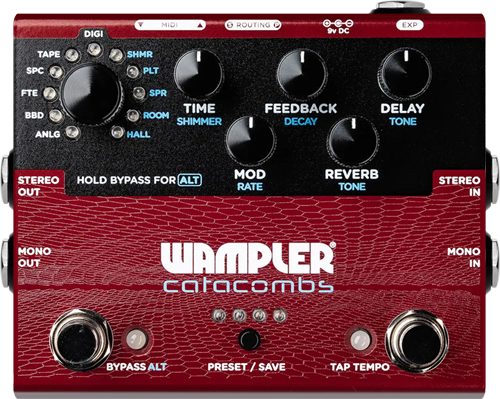 MIDI
S ROUTING P
9v DC
EXP
DIGI
TAPE
SHMR
SPC
PLT
FTE
SPR
BBD
ROOM
ANLG
HALL
TIME
SHIMMER
FEEDBACK
DECAY
DELAY
TONE
MOD
RATE
REVERB
TONE
HOLD BYPASS FOR ALT
STEREO
OUT
STEREO
IN
MONO
OUT
MONO
IN
WAMPLER®
catacombs
BYPASS ALT
PRESET / SAVE
TAP TEMPO